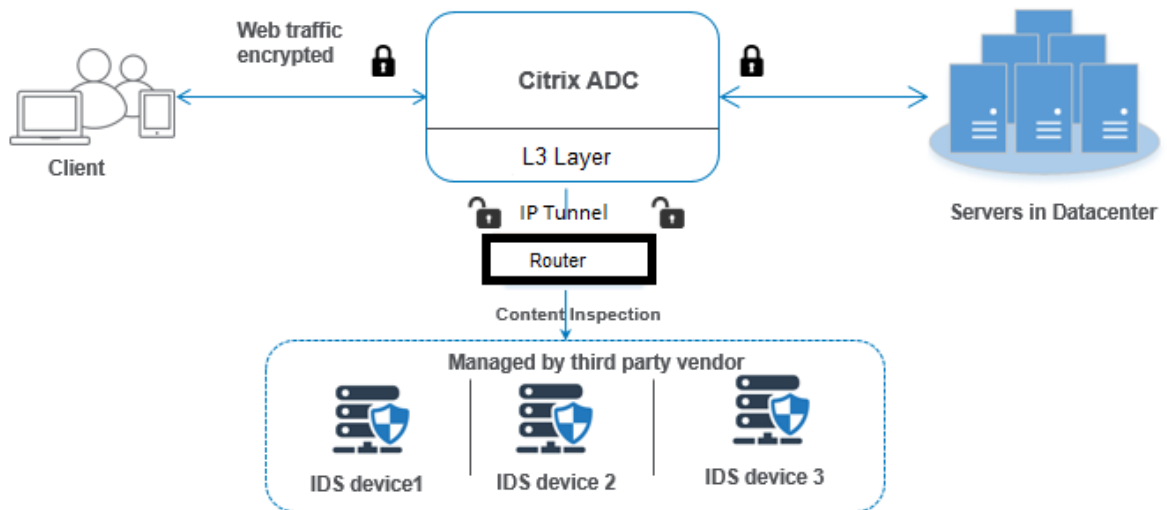 Web traffic
encrypted
Citrix ADC
L3 Layer
Client
Servers in Datacenter
IP Tunnel
Router
Content Inspection
Managed by third party vendor
IDS device1
IDS device 2
IDS device 3